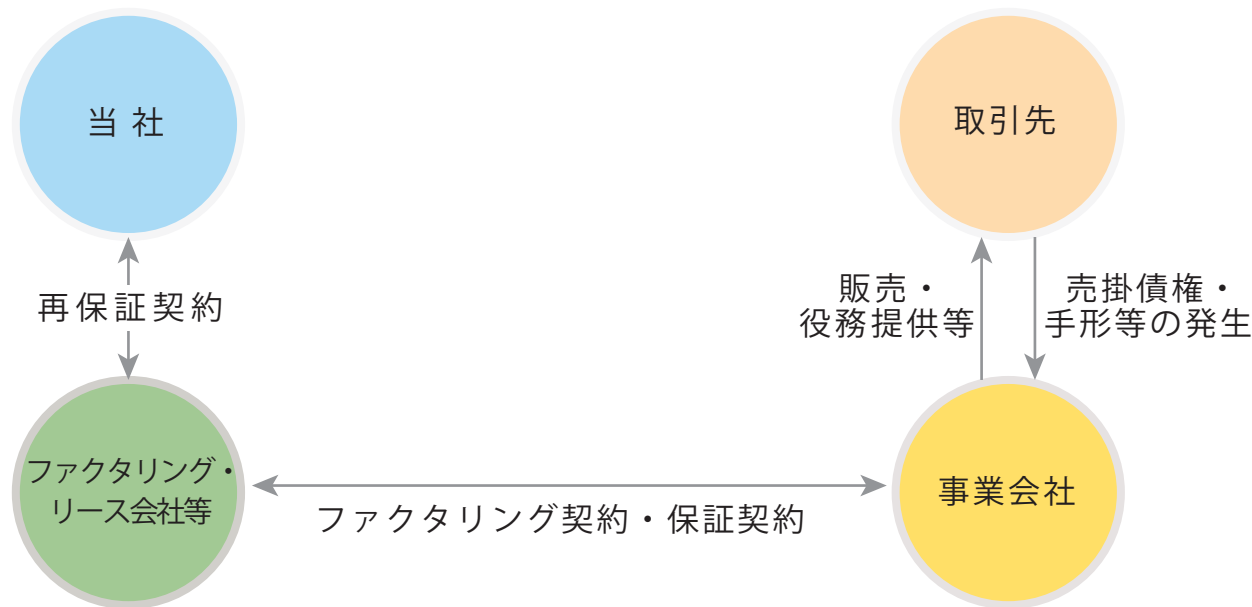 当社
取引先
再保証契約
販売・
役務提供等
売掛債権・
手形等の発生
ファクタリング・
リース会社等
事業会社
ファクタリング契約・保証契約